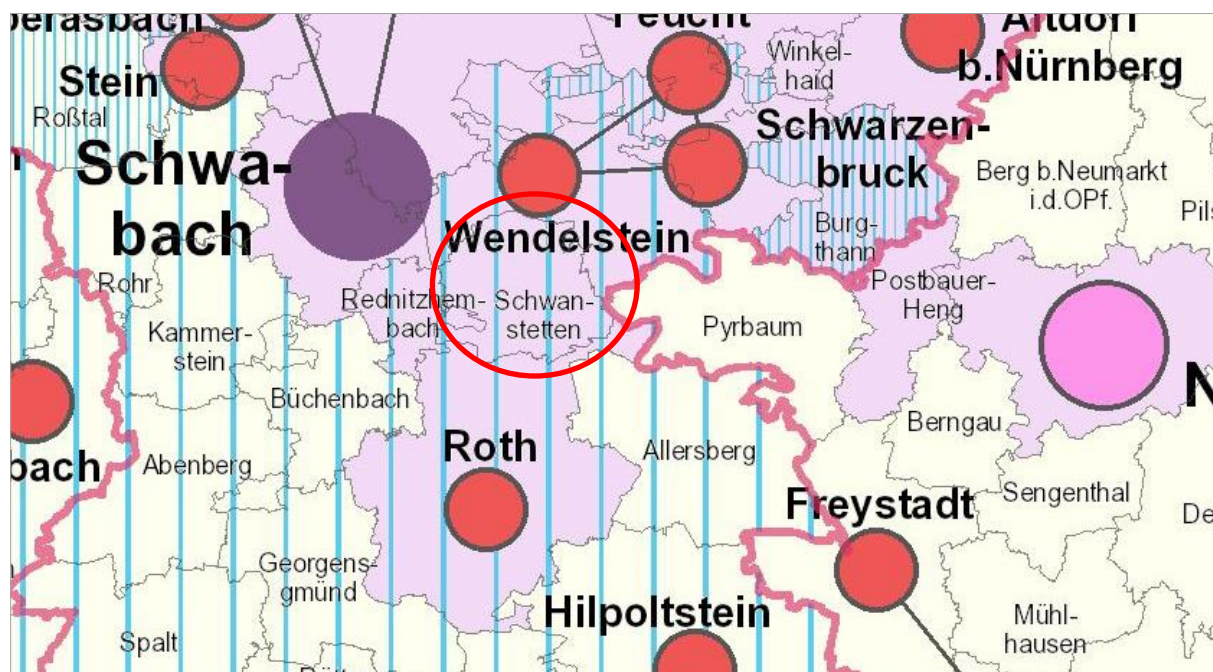 Stein
Roßtal
Schwa-
bach
Feucht
Winkel-
haid
Altdorf
b.Nürnberg
Schwarzen-
bruck
Burg-
thann
Berg b.Neumarkt
i.d.OPf.
Wendelstein
Rednitzhem-
bach
Schwan-
stetten
Pyrbaum
Postbauer-
Heng
Rohr
Kammer-
stein
Büchenbach
Abenberg
Roth
Allersberg
Berngau
Sengenthal
Freystadt
Georgens-
gmünd
Hilpoltstein
Mühl-
hausen
Spalt
bach
N
De